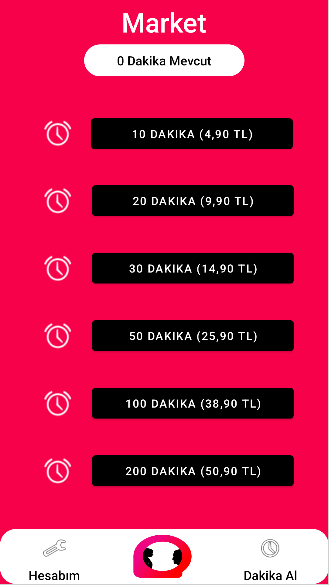 Market
0 Dakika Mevcut
10 DAKIKA (4,90 TL)
20 DAKIKA (9,90 TL)
30 DAKIKA (14,90 TL)
50 DAKIKA (25,90 TL)
100 DAKIKA (38,90 TL)
200 DAKIKA (50,90 TL)
Hesabım
Dakika Al